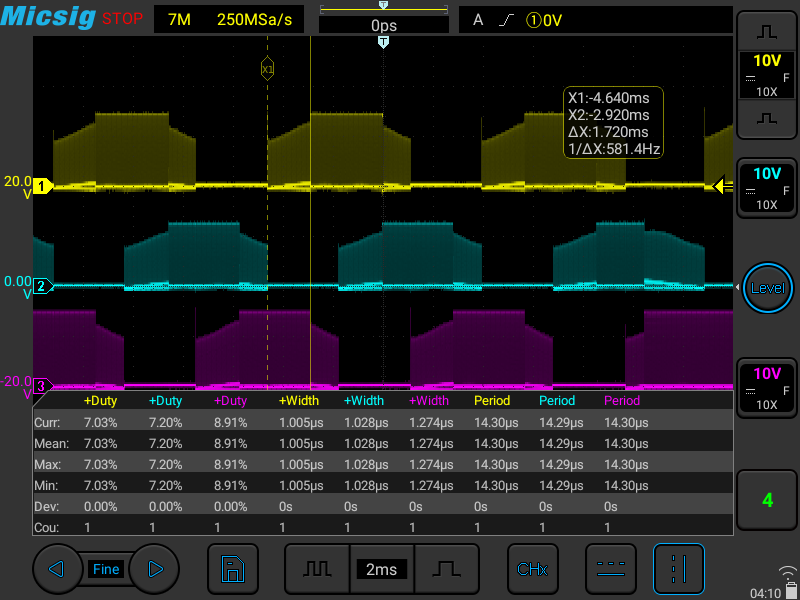 Micsig STOP 7M 250MSa/s 0ps A ①0V
T
X1
10V
F
10X
X1:-4.640ms
X2:-2.920ms
ΔX:1.720ms
1/ΔX:581.4Hz
20.0
V
1
10V
F
10X
0.00
V
2
Level
-20.0
V
3
10V
F
10X
+Duty +Duty +Duty +Width +Width +Width Period Period Period
Curr: 7.03% 7.20% 8.91% 1.005µs 1.028µs 1.274µs 14.30µs 14.29µs 14.30µs
Mean: 7.03% 7.20% 8.91% 1.005µs 1.028µs 1.274µs 14.30µs 14.29µs 14.30µs
Max: 7.03% 7.20% 8.91% 1.005µs 1.028µs 1.274µs 14.30µs 14.29µs 14.30µs
Min: 7.03% 7.20% 8.91% 1.005µs 1.028µs 1.274µs 14.30µs 14.29µs 14.30µs
Dev: 0.00% 0.00% 0.00% 0s 0s 0s 0s 0s 0s
Cou: 1 1 1 1 1 1 1 1 1
4
Fine 2ms CHx
04:10